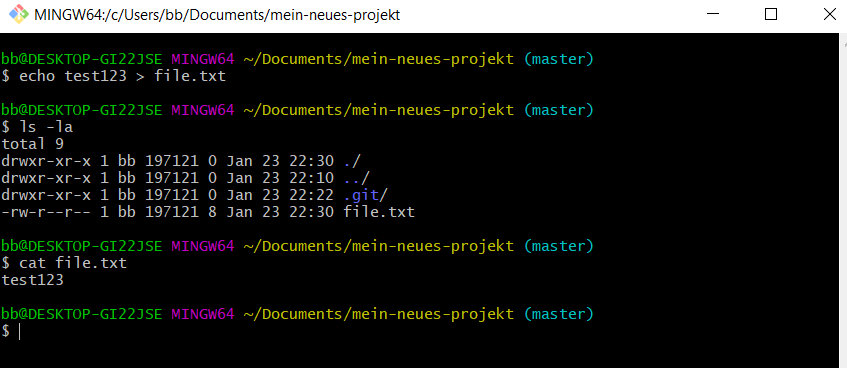 MINGW64:/c/Users/bb/Documents/mein-neues-projekt
bb@DESKTOP-GI22JSE MINGW64 ~/Documents/mein-neues-projekt (master)
$ echo test123 > file.txt
bb@DESKTOP-GI22JSE MINGW64 ~/Documents/mein-neues-projekt (master)
$ ls -la
total 9
drwxr-xr-x 1 bb 197121 0 Jan 23 22:30 ./
drwxr-xr-x 1 bb 197121 0 Jan 23 22:10 ../
drwxr-xr-x 1 bb 197121 0 Jan 23 22:22 .git/
-rw-r--r-- 1 bb 197121 8 Jan 23 22:30 file.txt
bb@DESKTOP-GI22JSE MINGW64 ~/Documents/mein-neues-projekt (master)
$ cat file.txt
test123
bb@DESKTOP-GI22JSE MINGW64 ~/Documents/mein-neues-projekt (master)
$